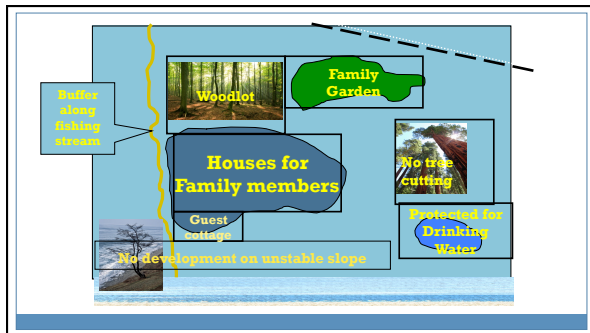 Family
Garden
Woodlot
Buffer
along
fishing
stream
Houses for
Family members
No tree
cutting
Guest
cottage
Protected for
Drinking
Water
No development on unstable slope